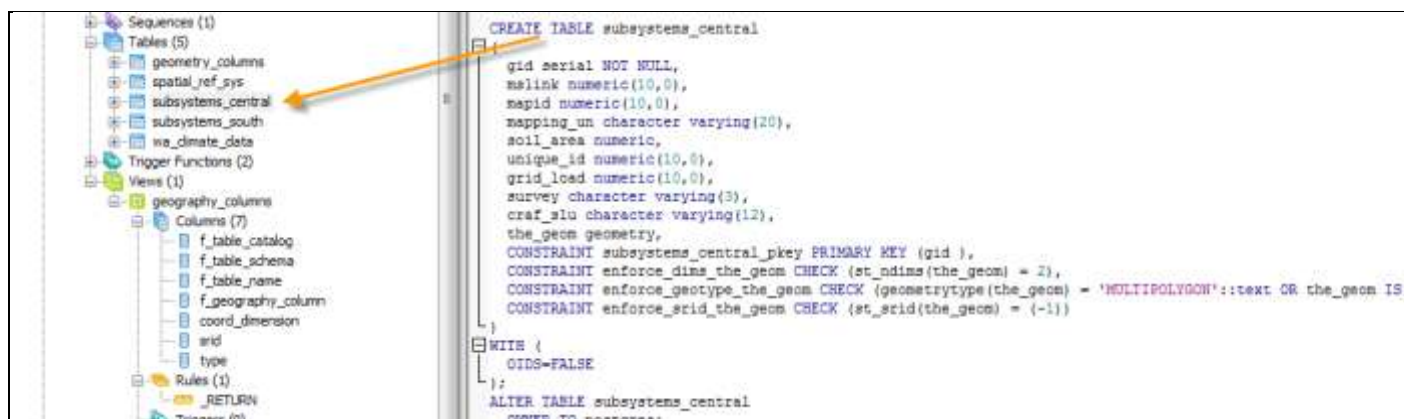 Sequences (1)
Tables (5)
geometry_columns
spatial_ref_sys
subsystems_central
subsystems_south
wa_climate_data
Trigger Functions (2)
Views (1)
geography_columns
Columns (7)
f_table_catalog
f_table_schema
f_table_name
f_geography_column
coord_dimension
srid
type
Rules (1)
_RETURN
Triggers (0)
CREATE TABLE subsystems_central
(
gid serial NOT NULL,
mslink numeric(10,0),
mapid numeric(10,0),
mapping_un character varying(20),
soil_area numeric,
unique_id numeric(10,0),
grid_load numeric(10,0),
survey character varying(3),
craf_slu character varying(12),
the_geom geometry,
CONSTRAINT subsystems_central_pkey PRIMARY KEY (gid ),
CONSTRAINT enforce_dims_the_geom CHECK (st_ndims(the_geom) = 2),
CONSTRAINT enforce_geotype_the_geom CHECK (geometrytype(the_geom) = 'MULTIPOLYGON'::text OR the_geom IS
CONSTRAINT enforce_srid_the_geom CHECK (st_srid(the_geom) = (-1))
)
WITH (
OIDS=FALSE
);
ALTER TABLE subsystems_central
OWNER TO postgres;